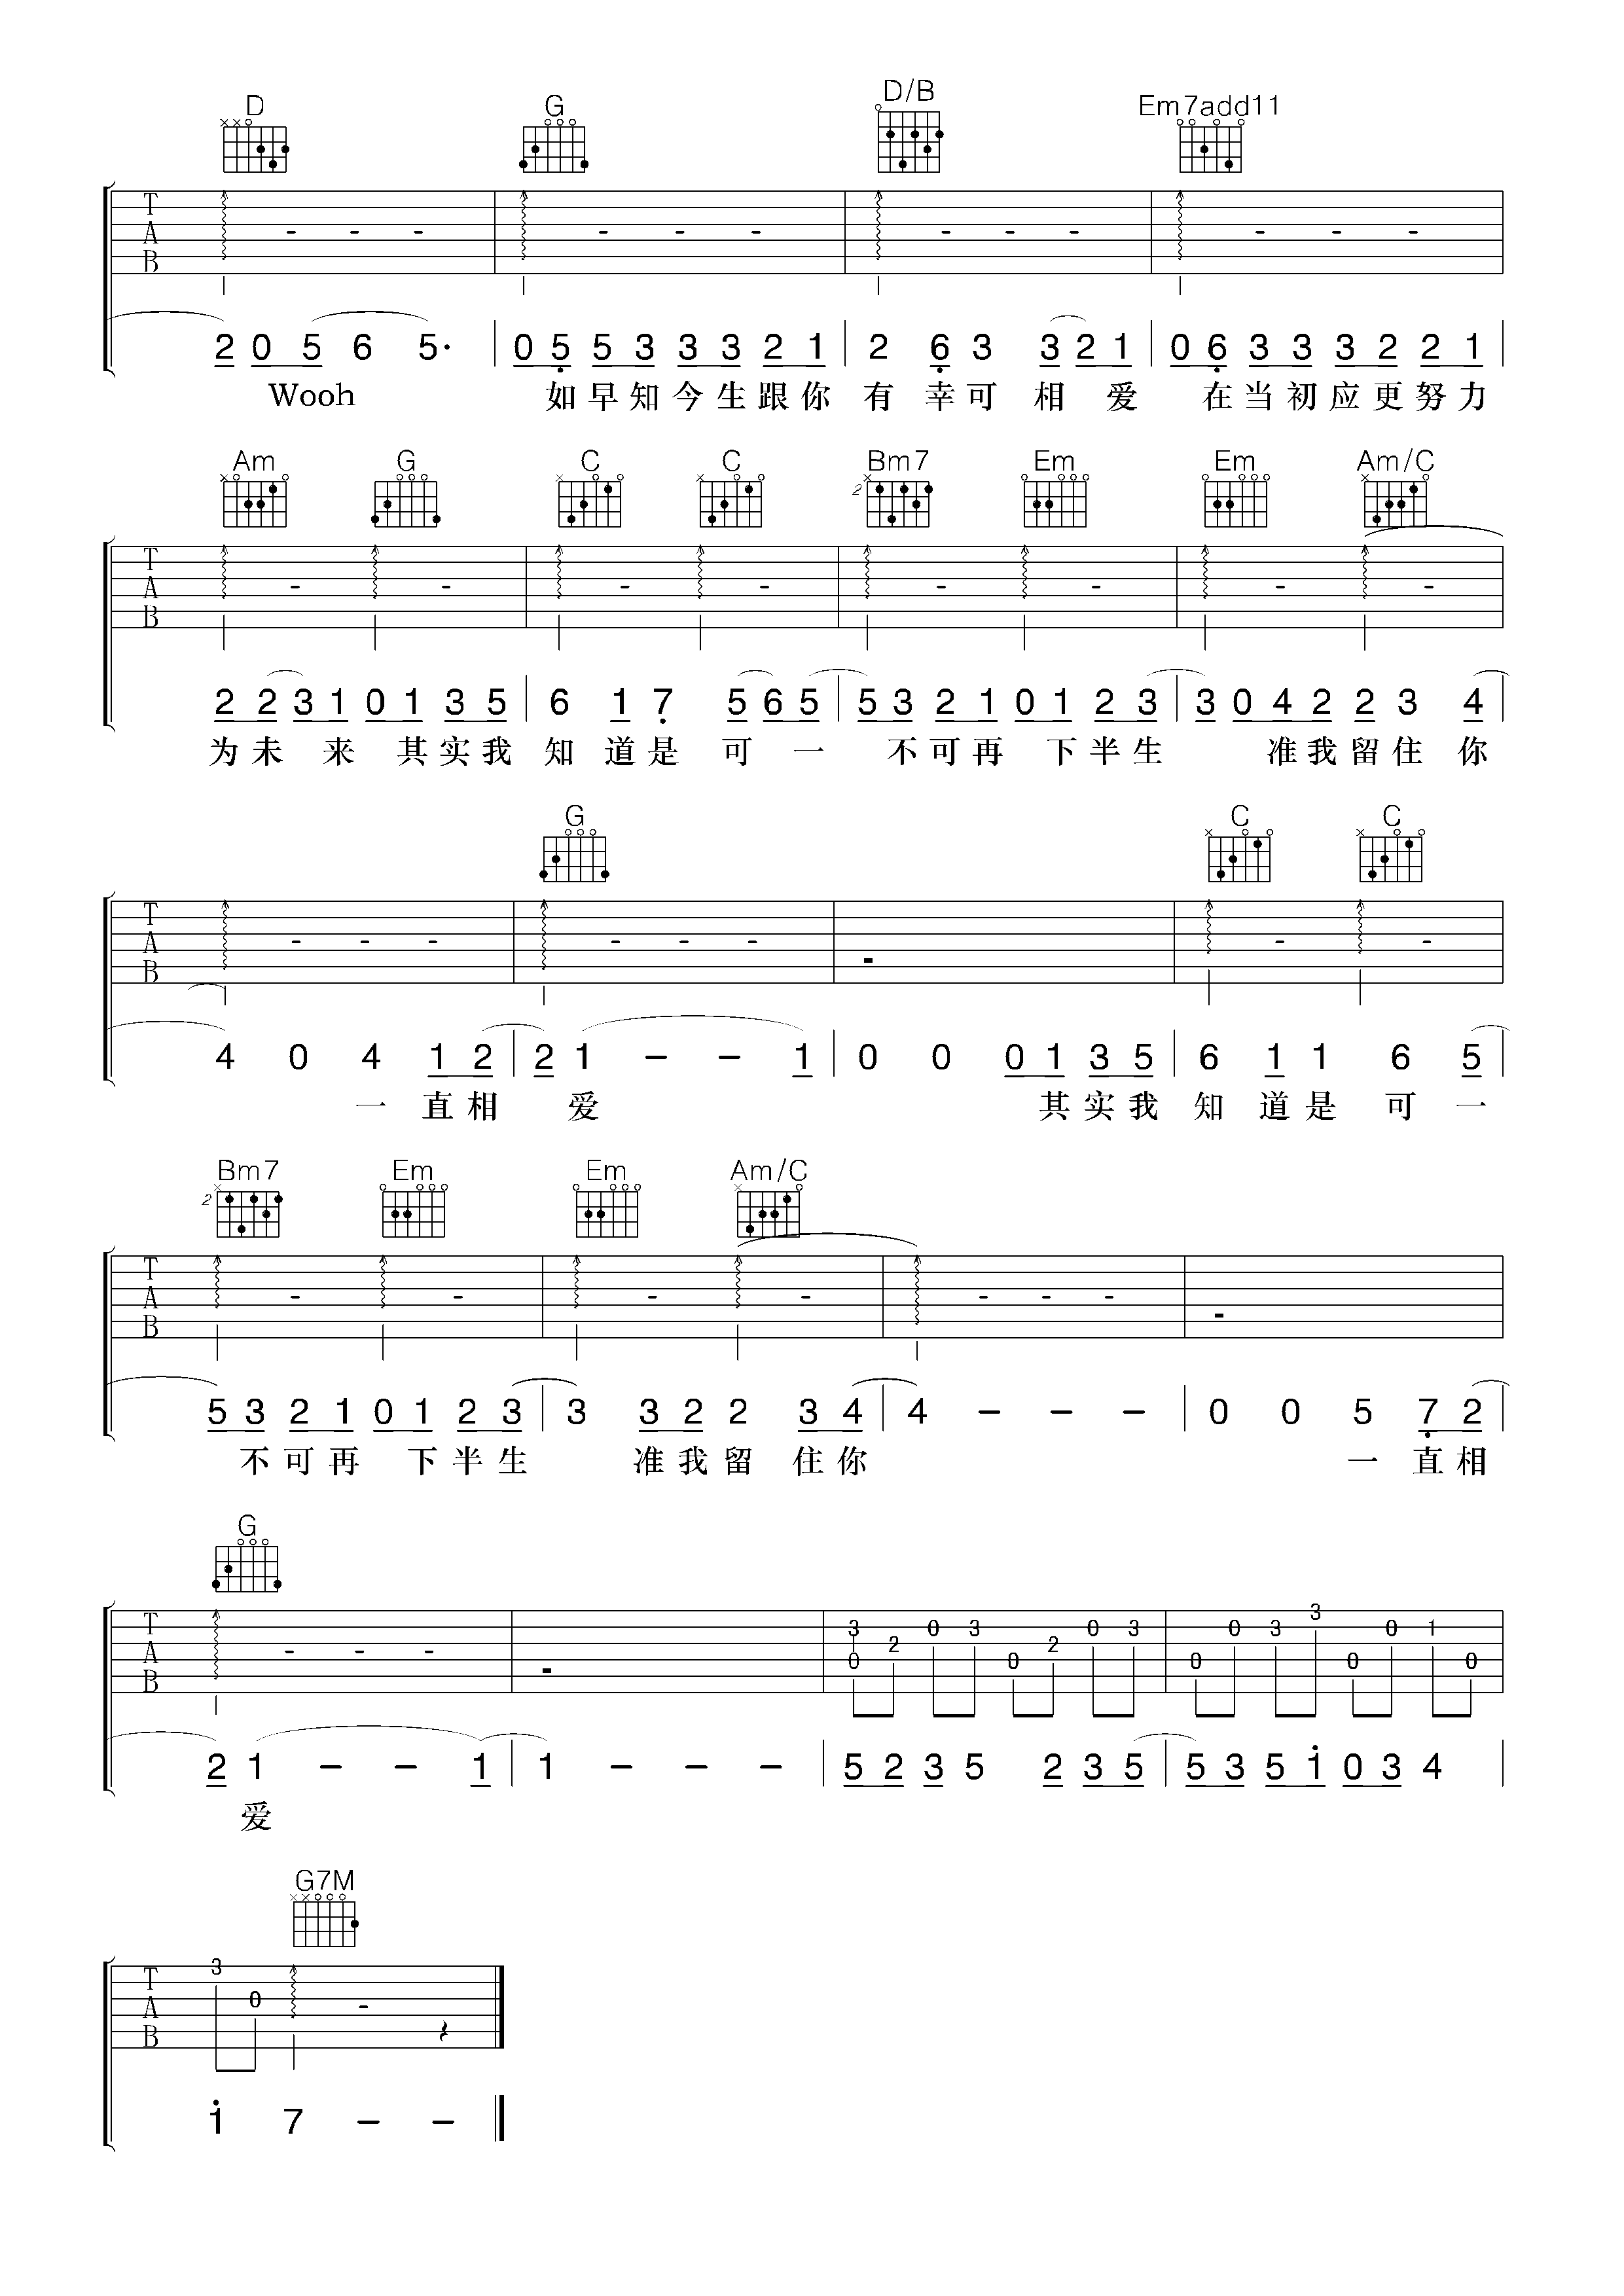 D G D/B Em7add11
T A B
2 0 5 6 5· 0 5 5 3 3 3 2 1 2 6 3 3 2 1 0 6 3 3 3 2 2 1
Wooh 如早知今生跟你 有 幸可 相 爱 在当初应更努力
Am G C C Bm7 Em Em Am/C
2 2
T A B
2 2 3 1 0 1 3 5 6 1 7 5 6 5 5 3 2 1 0 1 2 3 3 0 4 2 2 3 4
为未 来 其实我 知 道是 可 一 不可再 下半生 准我留住 你
G C C
T A B
4 0 4 1 2 2 1 – – 1 0 0 0 1 3 5 6 1 1 6 5
一 直相 爱 其实我 知 道是 可 一
Bm7 Em Em Am/C
2
T A B
5 3 2 1 0 1 2 3 3 3 2 2 3 4 4 – – – 0 0 5 7 2
不可再 下半生 准我留 住你 一 直相
G
T A B
3 0 2 0 3 0 2 0 3 0 0 3 3 0 0 1 0
2 1 – – 1 1 – – – 5 2 3 5 2 3 5 5 3 5 1 0 3 4
爱
G7M
T A B
3 0
1 7 – –